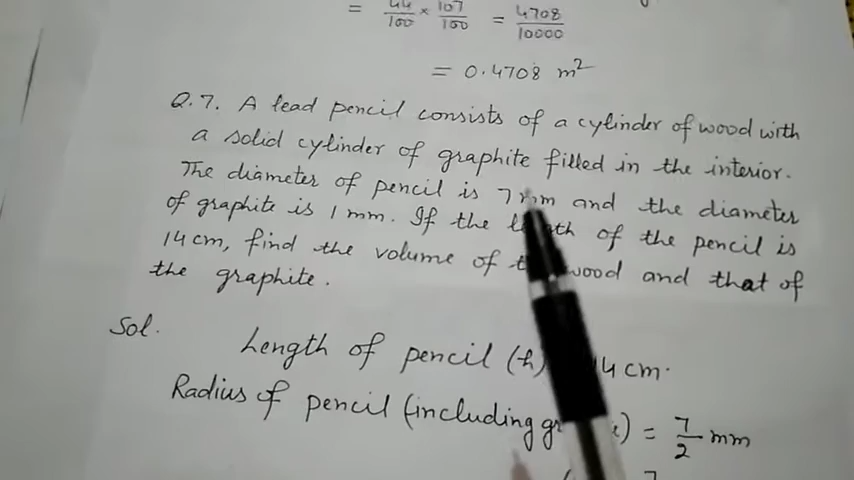 = 44/100 × 107/100 = 4708/10000
= 0.4708 m²
Q.7. A lead pencil consists of a cylinder of wood with
a solid cylinder of graphite filled in the interior.
The diameter of pencil is 7 mm and the diameter
of graphite is 1 mm. If the length of the pencil is
14 cm, find the volume of the wood and that of
the graphite.
Sol.
Length of pencil (h) 14 cm.
Radius of pencil (including = 7/2 mm